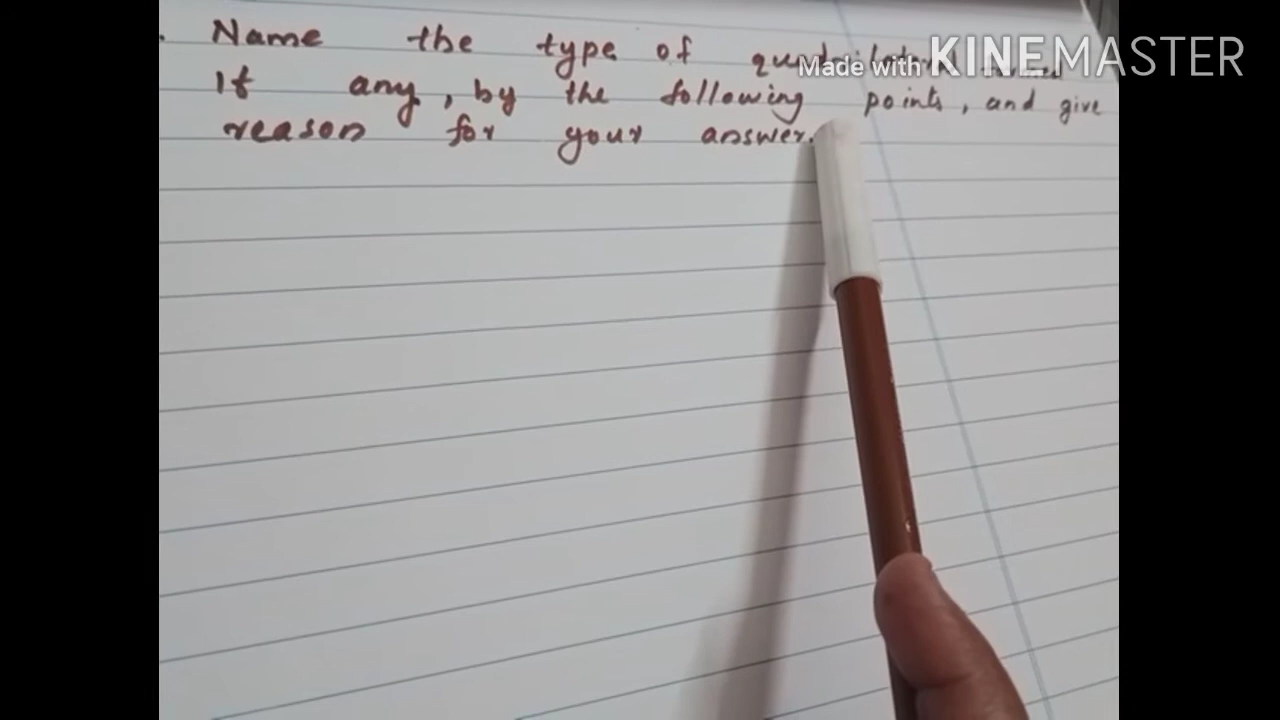 Name the type of
If any, by the following points, and give
reason for your answer.
Made with KINEMASTER